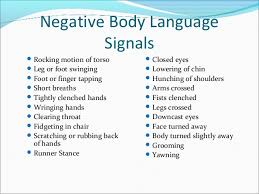 Negative Body Language
Signals
Rocking motion of torso
Leg or foot swinging
Foot or finger tapping
Short breaths
Tightly clenched hands
Wringing hands
Clearing throat
Fidgeting in chair
Scratching or rubbing back
of hands
Runner Stance
Closed eyes
Lowering of chin
Hunching of shoulders
Arms crossed
Fists clenched
Legs crossed
Downcast eyes
Face turned away
Body turned slightly away
Grooming
Yawning